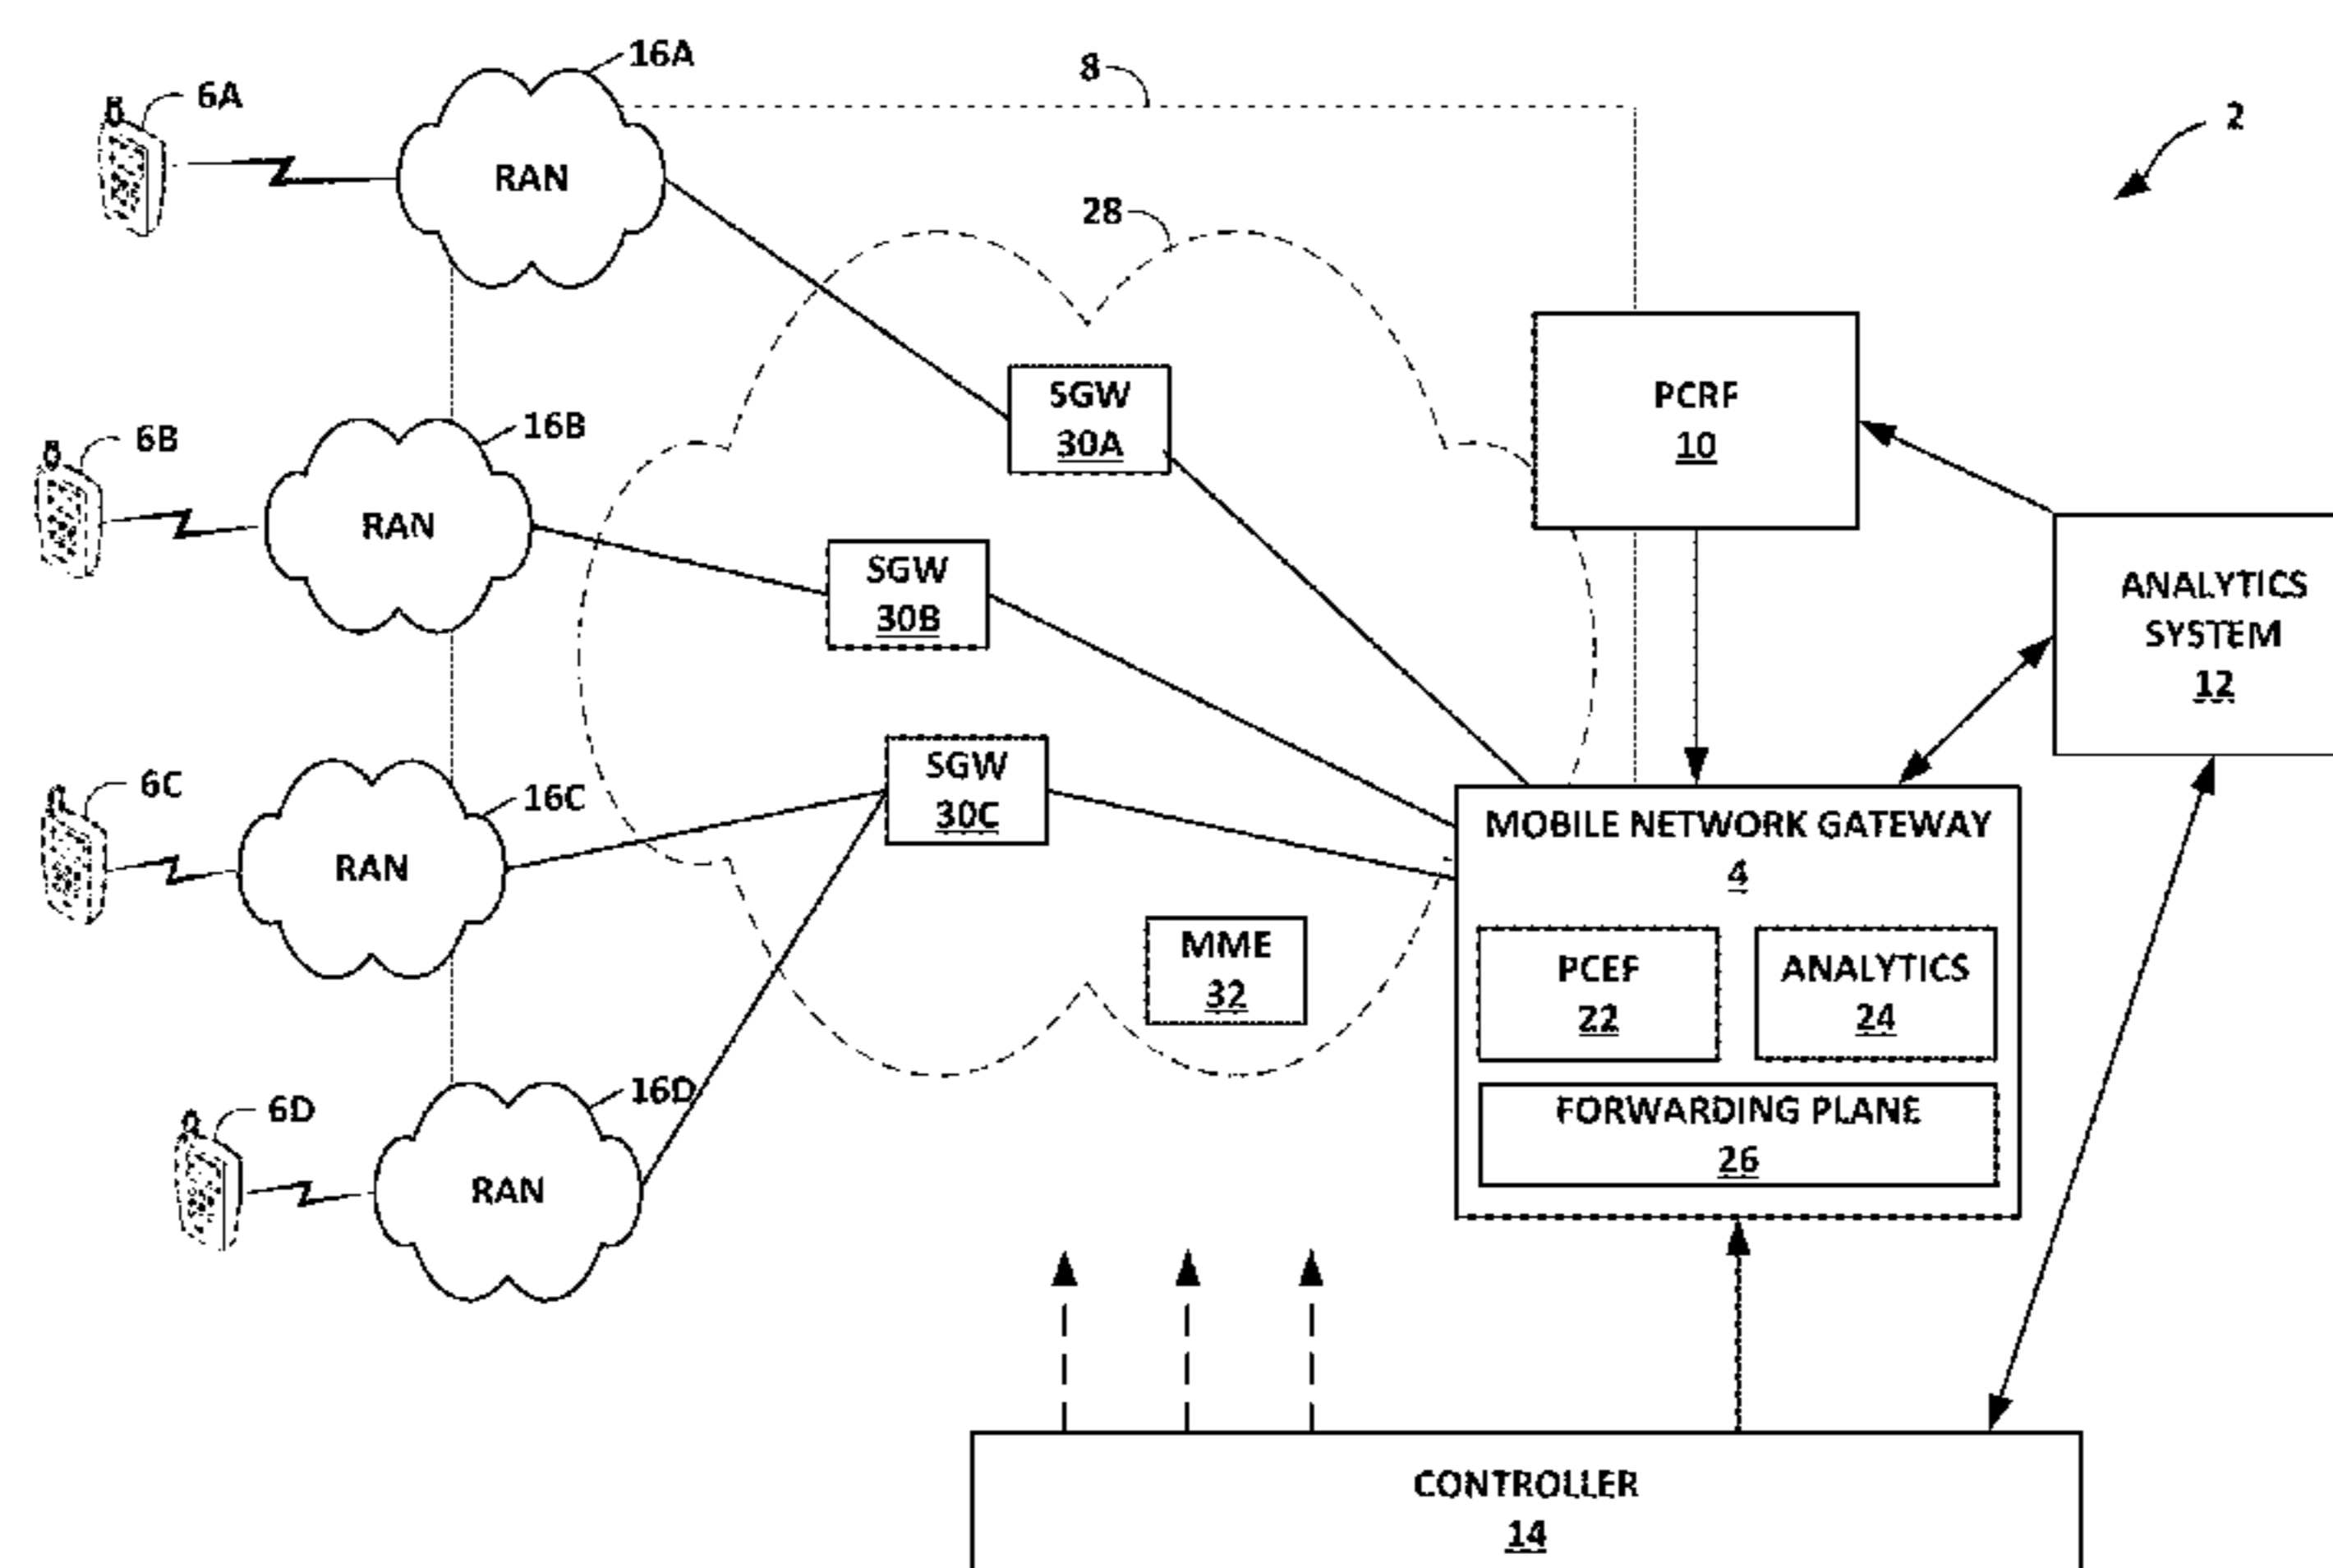 16A
8
6A
2
RAN
28
SGW
30A
PCRF
10
16B
6B
RAN
SGW
30B
ANALYTICS
SYSTEM
12
SGW
30C
6C
16C
RAN
MOBILE NETWORK GATEWAY
4
MME
32
PCEF
22
ANALYTICS
24
16D
6D
RAN
FORWARDING PLANE
26
CONTROLLER
14